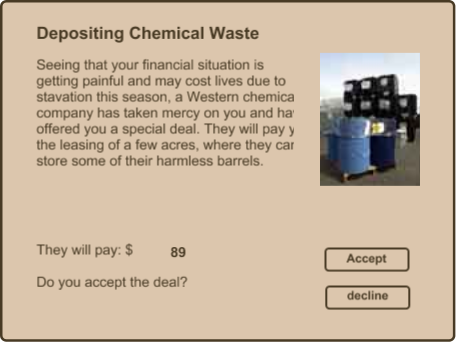 Depositing Chemical Waste
Seeing that your financial situation is
getting painful and may cost lives due to
stavation this season, a Western chemica
company has taken mercy on you and
offered you a special deal. They will pay y
the leasing of a few acres, where they
store some of their harmless barrels.
They will pay: $ 89
Do you accept the deal?
Accept
decline